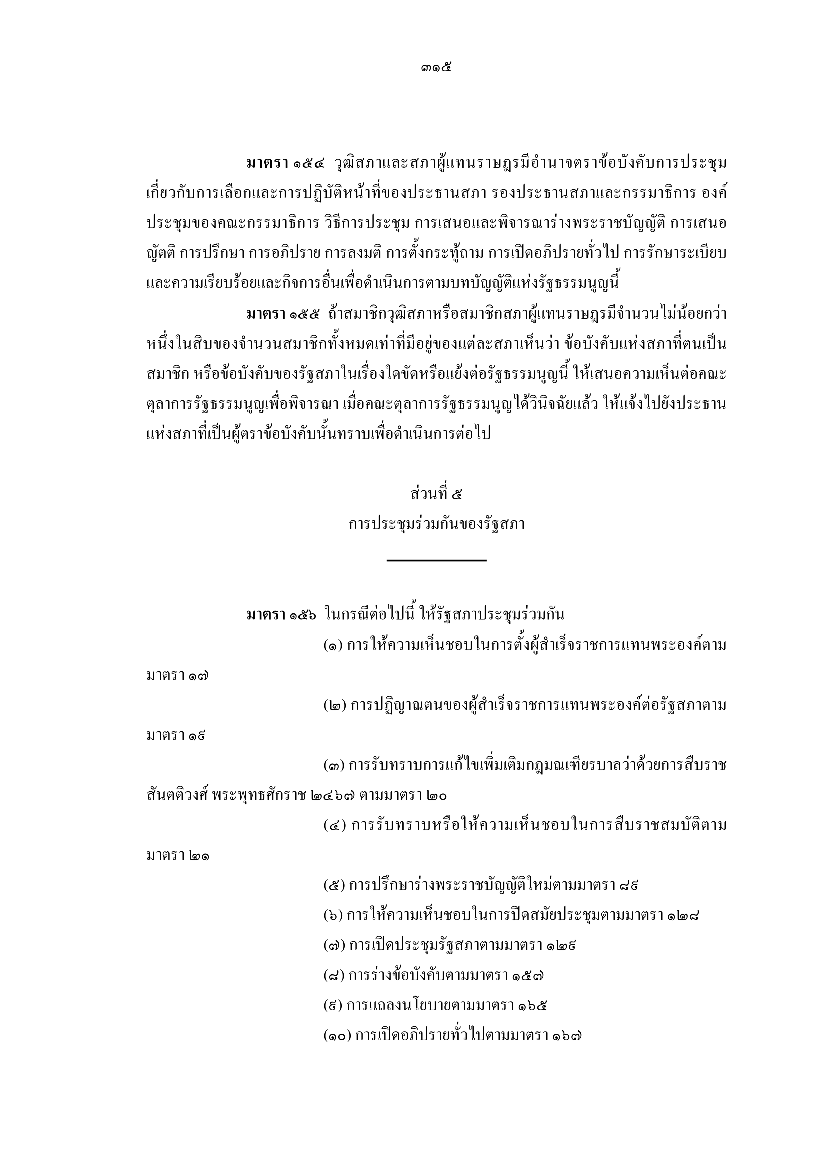 ๓๑๕
มาตรา ๑๕๔ วุฒิสภาและสภาผู้แทนราษฎรมีอำนาจตราข้อบังคับการประชุม
เกี่ยวกับการเลือกและการปฏิบัติหน้าที่ของประธานสภา รองประธานสภาและกรรมาธิการ องค์
ประชุมของคณะกรรมาธิการ วิธีการประชุม การเสนอและพิจารณาร่างพระราชบัญญัติ การเสนอ
ญัตติ การปรึกษา การอภิปราย การลงมติ การตั้งกระทู้ถาม การเปิดอภิปรายทั่วไป การรักษาระเบียบ
และความเรียบร้อยและกิจการอื่นเพื่อดำเนินการตามบทบัญญัติแห่งรัฐธรรมนูญนี้
มาตรา ๑๕๕ ถ้าสมาชิกวุฒิสภาหรือสมาชิกสภาผู้แทนราษฎรมีจำนวนไม่น้อยกว่า
หนึ่งในสิบของจำนวนสมาชิกทั้งหมดเท่าที่มีอยู่ของแต่ละสภาเห็นว่า ข้อบังคับแห่งสภาที่ตนเป็น
สมาชิก หรือข้อบังคับของรัฐสภาในเรื่องใดขัดหรือแย้งต่อรัฐธรรมนูญนี้ ให้เสนอความเห็นต่อคณะ
ตุลาการรัฐธรรมนูญเพื่อพิจารณา เมื่อคณะตุลาการรัฐธรรมนูญได้วินิจฉัยแล้ว ให้แจ้งไปยังประธาน
แห่งสภาที่เป็นผู้ตราข้อบังคับนั้นทราบเพื่อดำเนินการต่อไป
ส่วนที่ ๕
การประชุมร่วมกันของรัฐสภา
มาตรา ๑๕๖ ในกรณีต่อไปนี้ ให้รัฐสภาประชุมร่วมกัน
(๑) การให้ความเห็นชอบในการตั้งผู้สำเร็จราชการแทนพระองค์ตาม
มาตรา ๑๗
(๒) การปฏิญาณตนของผู้สำเร็จราชการแทนพระองค์ต่อรัฐสภาตาม
มาตรา ๑๙
(๓) การรับทราบการแก้ไขเพิ่มเติมกฎมณเฑียรบาลว่าด้วยการสืบราช
สันตติวงศ์ พระพุทธศักราช ๒๔๖๗ ตามมาตรา ๒๐
(๔) การรับทราบหรือให้ความเห็นชอบในการสืบราชสมบัติตาม
มาตรา ๒๑
(๕) การปรึกษาร่างพระราชบัญญัติใหม่ตามมาตรา ๘๙
(๖) การให้ความเห็นชอบในการปิดสมัยประชุมตามมาตรา ๑๒๘
(๗) การเปิดประชุมรัฐสภาตามมาตรา ๑๒๙
(๘) การร่างข้อบังคับตามมาตรา ๑๕๗
(๙) การแถลงนโยบายตามมาตรา ๑๖๕
(๑๐) การเปิดอภิปรายทั่วไปตามมาตรา ๑๖๗